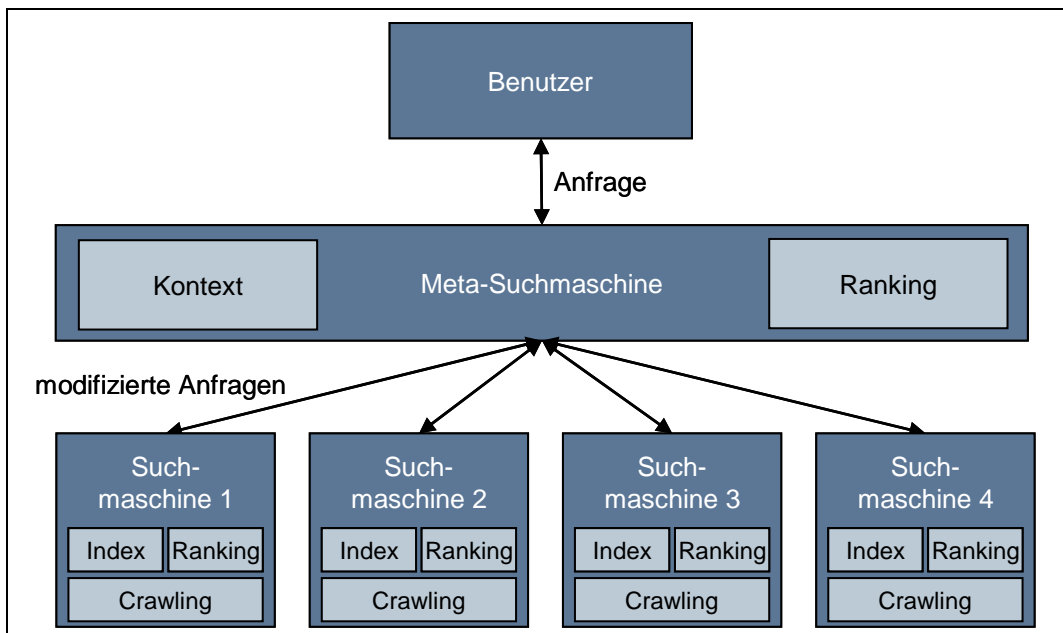 Benutzer
Anfrage
Kontext
Meta-Suchmaschine
Ranking
modifizierte Anfragen
Such-
maschine 1
Index
Ranking
Crawling
Such-
maschine 2
Index
Ranking
Crawling
Such-
maschine 3
Index
Ranking
Crawling
Such-
maschine 4
Index
Ranking
Crawling